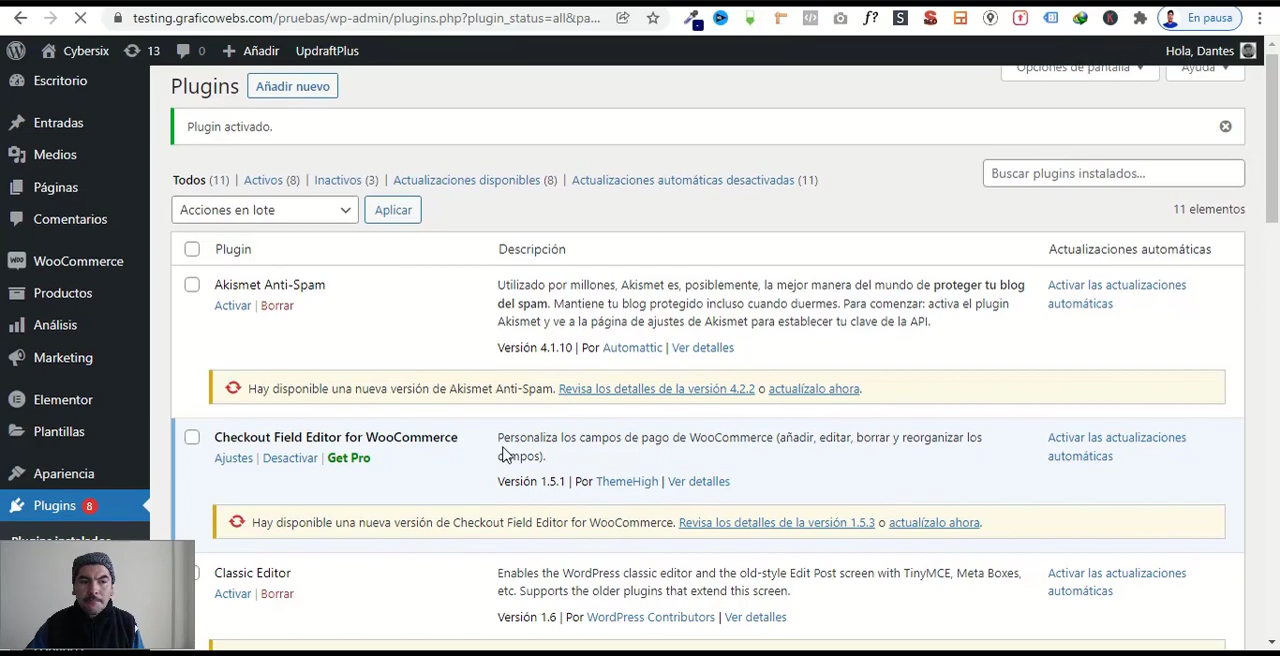 testing.graficowebs.com/pruebas/wp-admin/plugins.php?plugin_status=all&pa...
En pausa
Cybersix 13 0 Añadir UpdraftPlus
Hola, Dantes
Escritorio
Entradas
Medios
Páginas
Comentarios
WooCommerce
Productos
Análisis
Marketing
Elementor
Plantillas
Apariencia
Plugins 8
Plugins instalados
Opciones de pantalla
Ayuda
Plugins Añadir nuevo
Plugin activado.
Todos (11) | Activos (8) | Inactivos (3) | Actualizaciones disponibles (8) | Actualizaciones automáticas desactivadas (11)
Buscar plugins instalados...
Acciones en lote Aplicar
11 elementos
Plugin Descripción Actualizaciones automáticas
Akismet Anti-Spam
Activar | Borrar
Utilizado por millones, Akismet es, posiblemente, la mejor manera del mundo de proteger tu blog
del spam. Mantiene tu blog protegido incluso cuando duermes. Para comenzar: activa el plugin
Akismet y ve a la página de ajustes de Akismet para establecer tu clave de la API.
Versión 4.1.10 | Por Automattic | Ver detalles
Activar las actualizaciones
automáticas
Hay disponible una nueva versión de Akismet Anti-Spam. Revisa los detalles de la versión 4.2.2 o actualízalo ahora.
Checkout Field Editor for WooCommerce
Ajustes | Desactivar | Get Pro
Personaliza los campos de pago de WooCommerce (añadir, editar, borrar y reorganizar los
campos).
Versión 1.5.1 | Por ThemeHigh | Ver detalles
Activar las actualizaciones
automáticas
Hay disponible una nueva versión de Checkout Field Editor for WooCommerce. Revisa los detalles de la versión 1.5.3 o actualízalo ahora.
Classic Editor
Activar | Borrar
Enables the WordPress classic editor and the old-style Edit Post screen with TinyMCE, Meta Boxes,
etc. Supports the older plugins that extend this screen.
Versión 1.6 | Por WordPress Contributors | Ver detalles
Activar las actualizaciones
automáticas